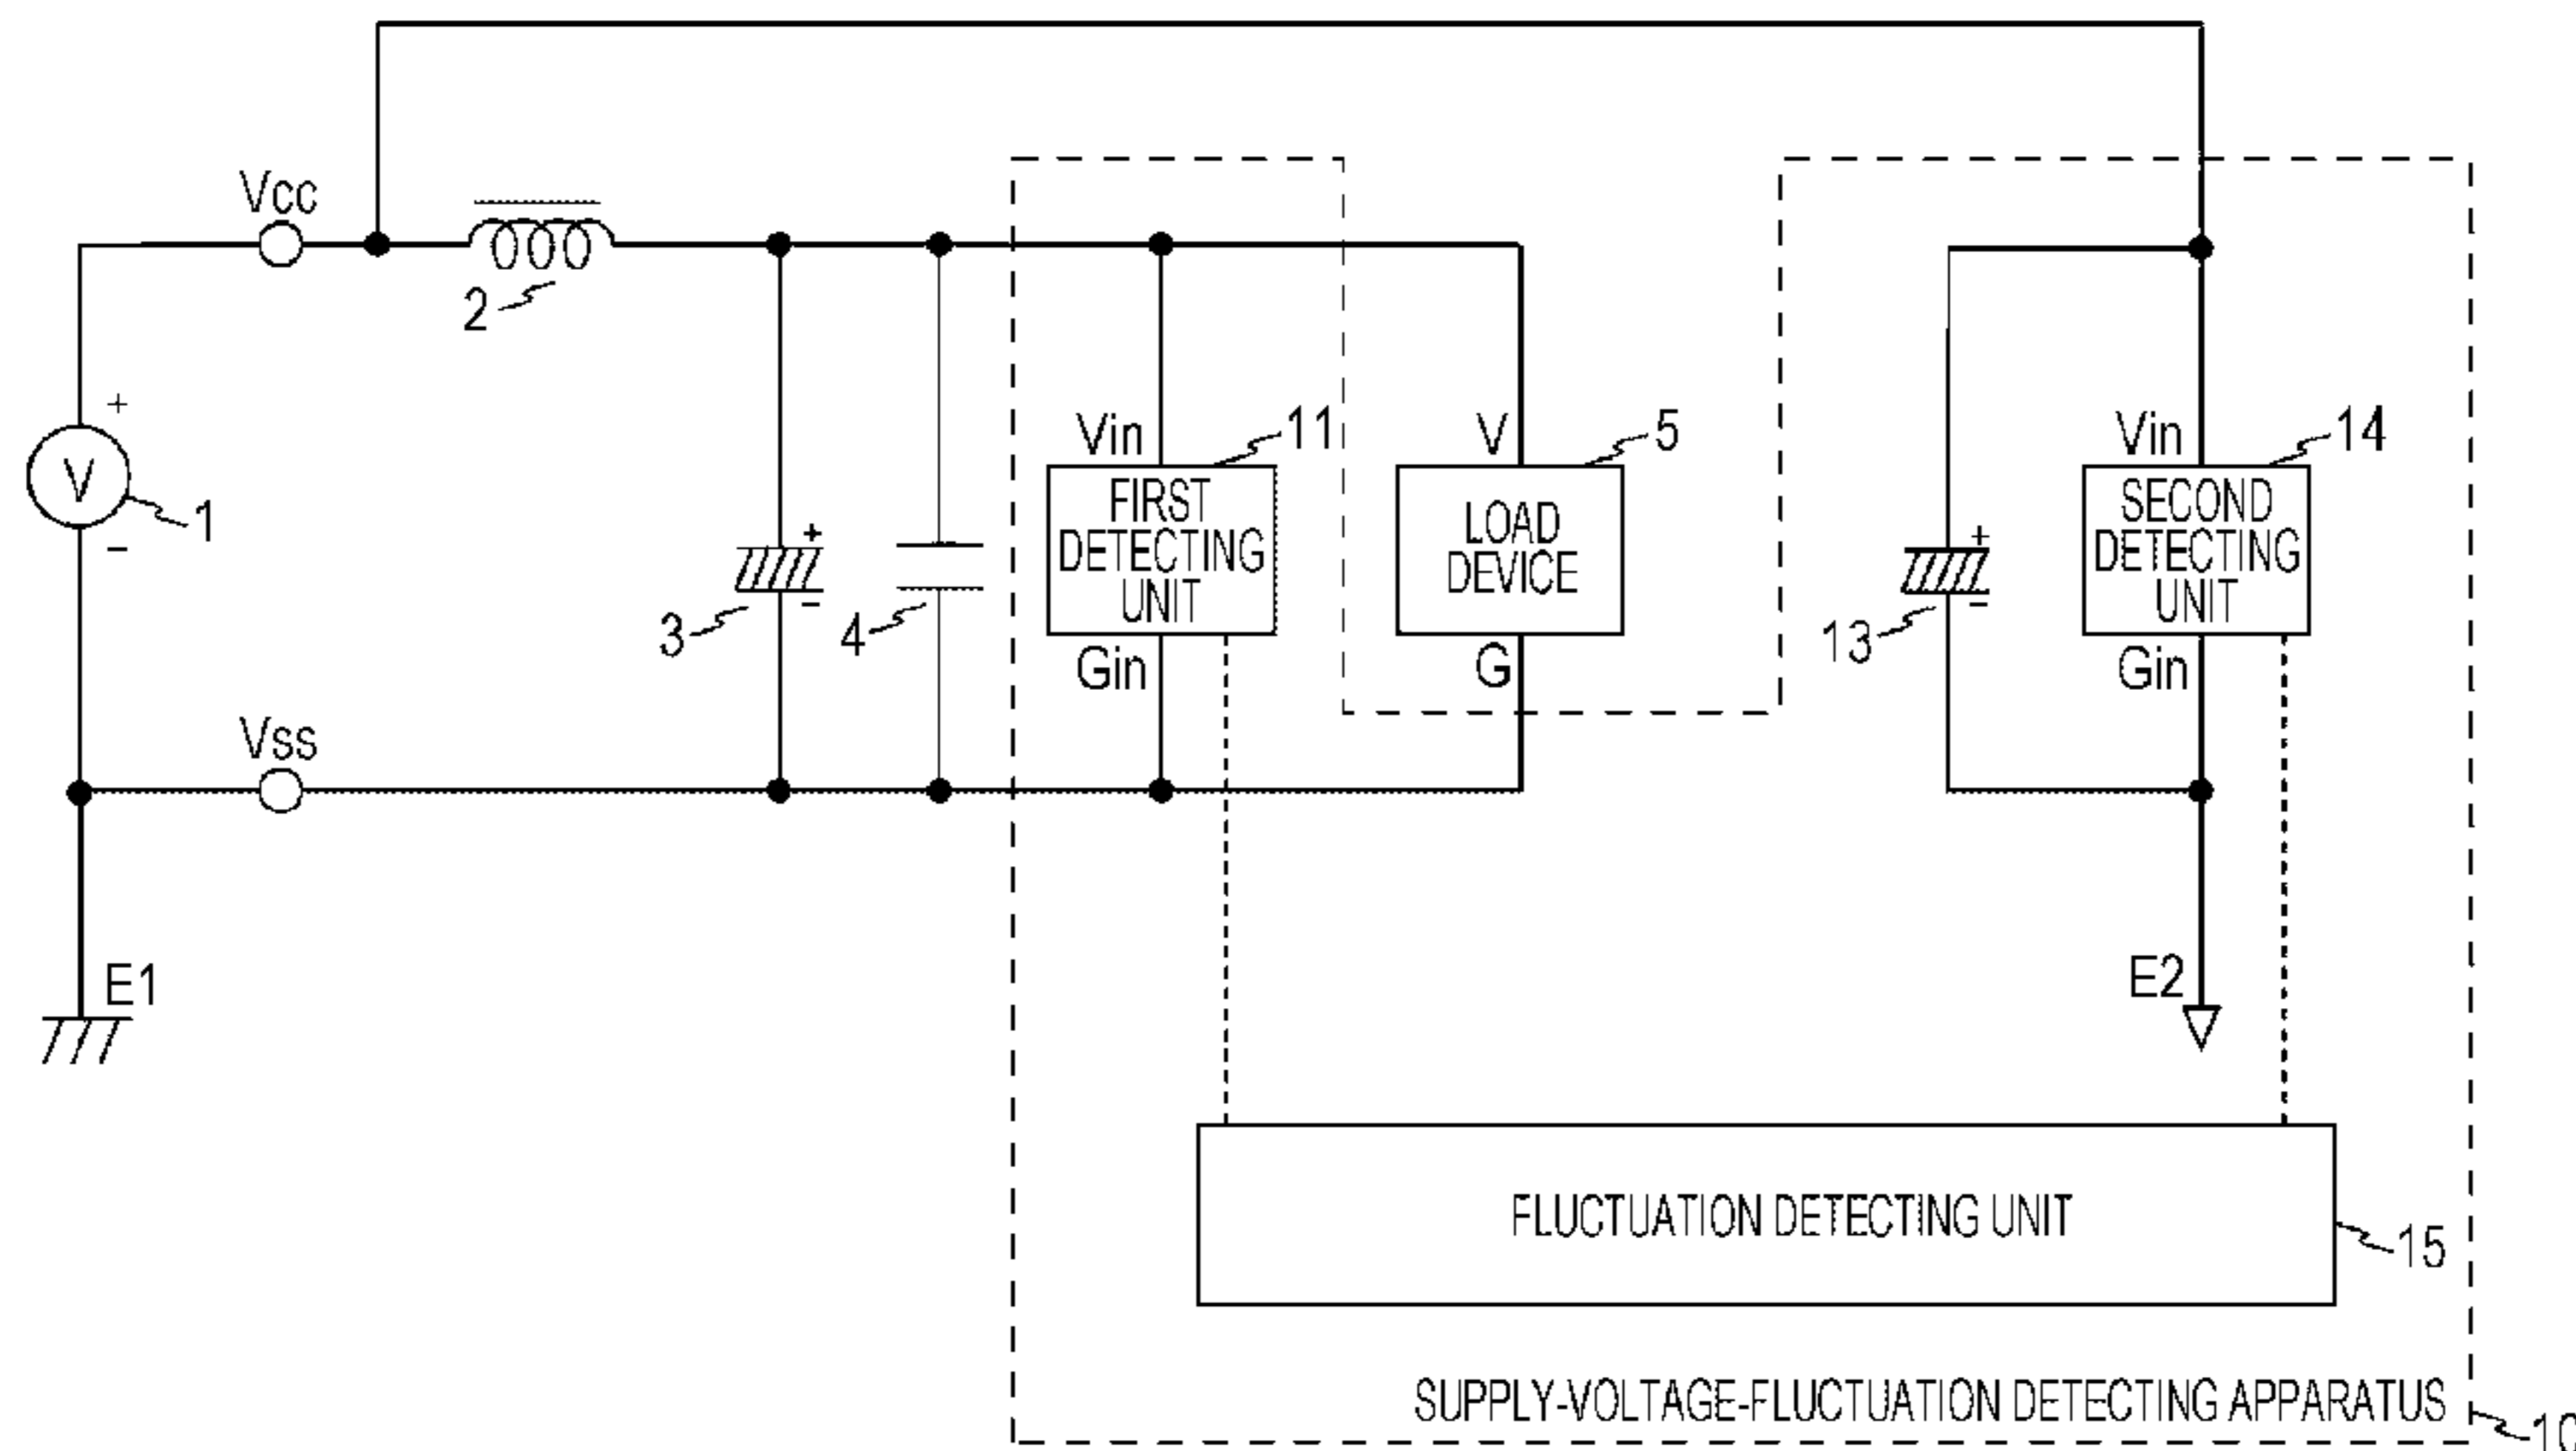 Vcc
2
+
V
1
−
Vss
E1
+
−
3
4
Vin
11
FIRST
DETECTING
UNIT
Gin
V
5
LOAD
DEVICE
G
+
−
13
Vin
14
SECOND
DETECTING
UNIT
Gin
E2
FLUCTUATION DETECTING UNIT
15
SUPPLY-VOLTAGE-FLUCTUATION DETECTING APPARATUS